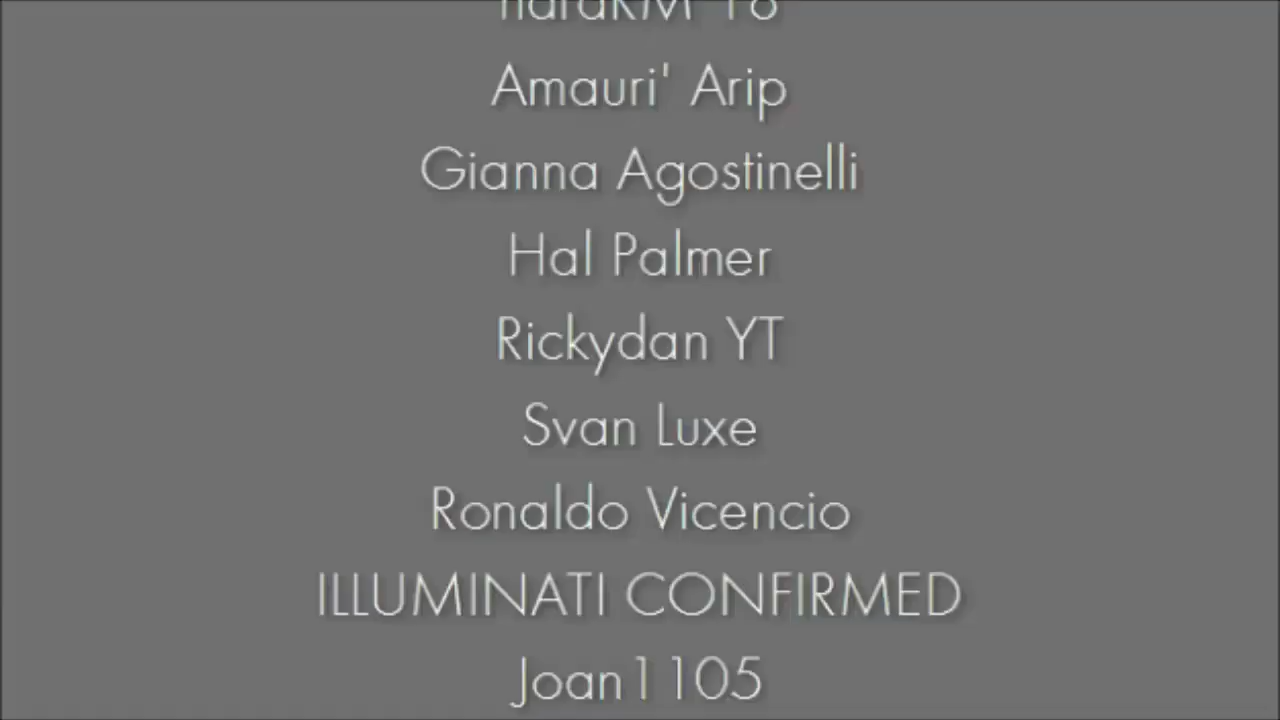 Amauri' Arip
Gianna Agostinelli
Hal Palmer
Rickydan YT
Svan Luxe
Ronaldo Vicencio
ILLUMINATI CONFIRMED
Joan1105